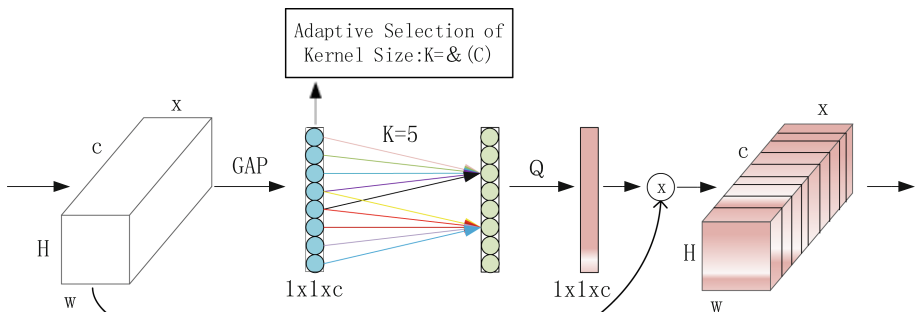 Adaptive Selection of
Kernel Size:K=&(C)
x
c
H
w
GAP
K=5
1x1xc
Q
1x1xc
x
x
c
H
w